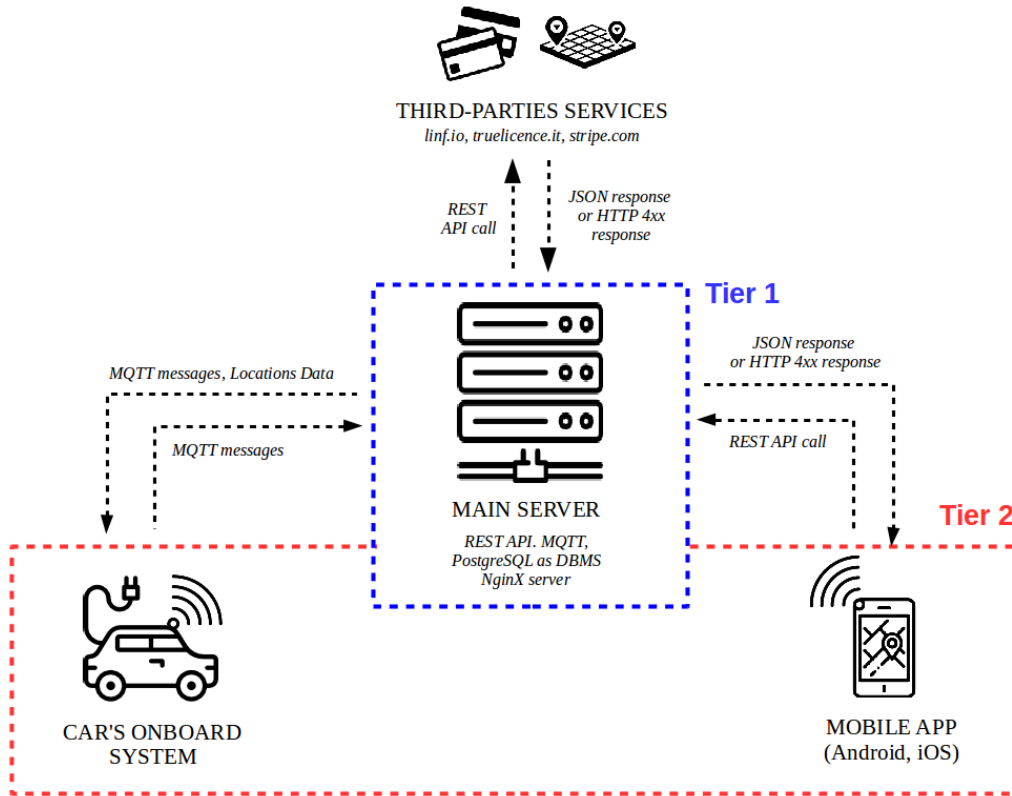 THIRD-PARTIES SERVICES
linf.io, truelicence.it, stripe.com
REST
API call
JSON response
or HTTP 4xx
response
Tier 1
MQTT messages, Locations Data
MQTT messages
JSON response
or HTTP 4xx response
REST API call
MAIN SERVER
REST API. MQTT,
PostgreSQL as DBMS
NginX server
Tier 2
CAR'S ONBOARD
SYSTEM
MOBILE APP
(Android, iOS)